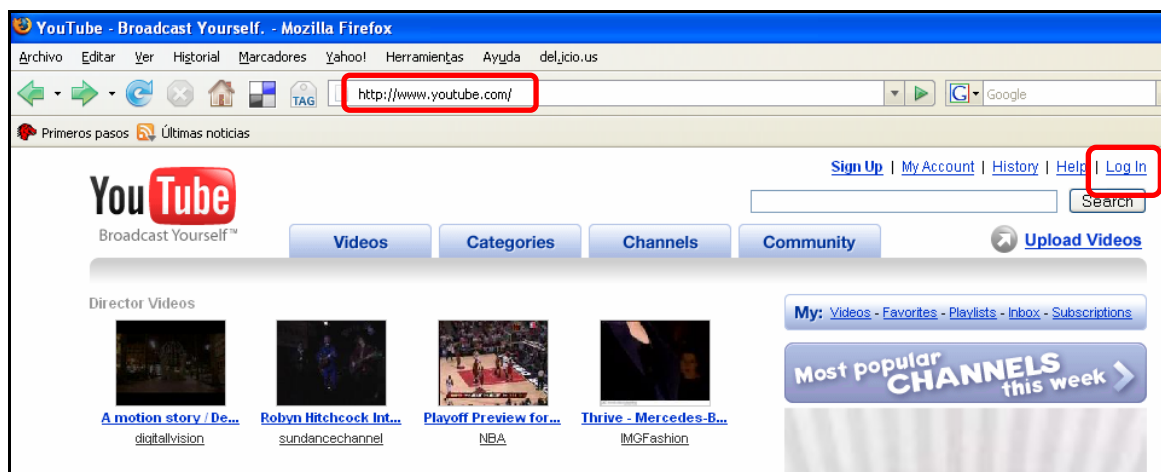 YouTube - Broadcast Yourself. - Mozilla Firefox
Archivo Editar Ver Historial Marcadores Yahoo! Herramientas Ayuda del.icio.us
TAG http://www.youtube.com/ G Google
Primeros pasos Últimas noticias
Sign Up | My Account | History | Help | Log In
You Tube
Search
Broadcast Yourself™
Videos Categories Channels Community Upload Videos
Director Videos
My: Videos - Favorites - Playlists - Inbox - Subscriptions
Most popular CHANNELS this week
A motion story / De... Robyn Hitchcock Int... Playoff Preview for... Thrive - Mercedes-B...
digitallvision sundancechannel NBA IMGFashion